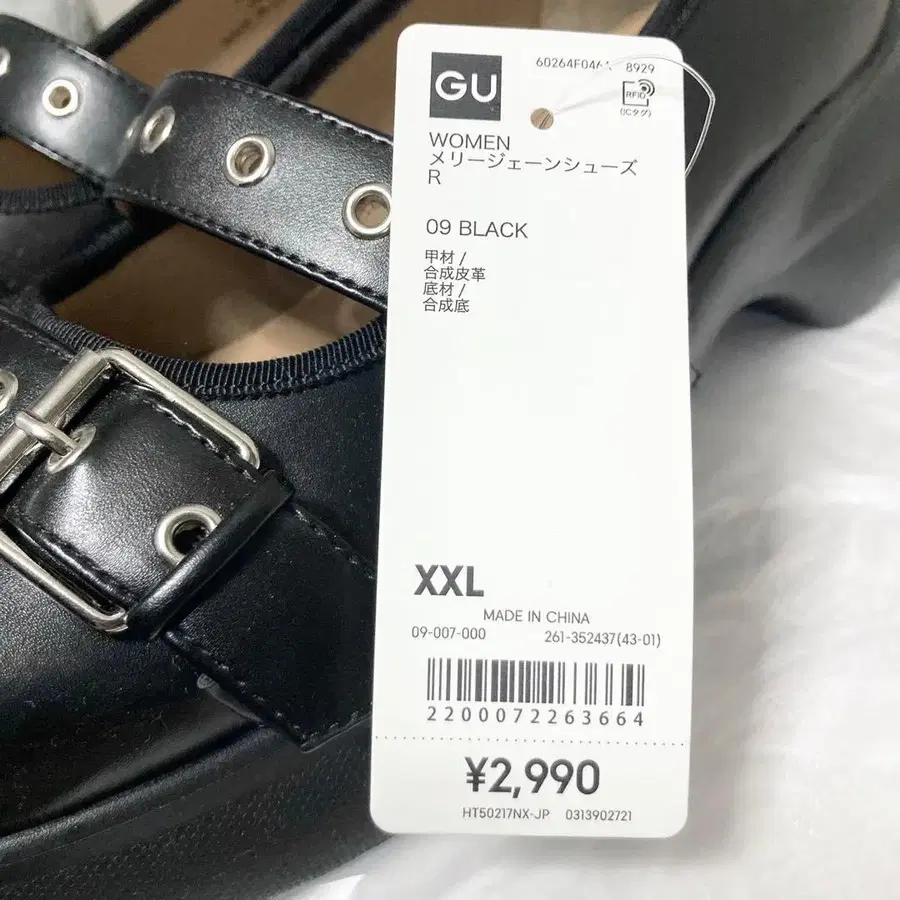 GU
60264F046A 8929
RFID
(ICタグ)
WOMEN
メリージェーンシューズ
R
09 BLACK
甲材 /
合成皮革
底材 /
合成底
XXL
MADE IN CHINA
09-007-000 261-352437(43-01)
2200072263664
¥2,990
HT50217NX-JP 0313902721